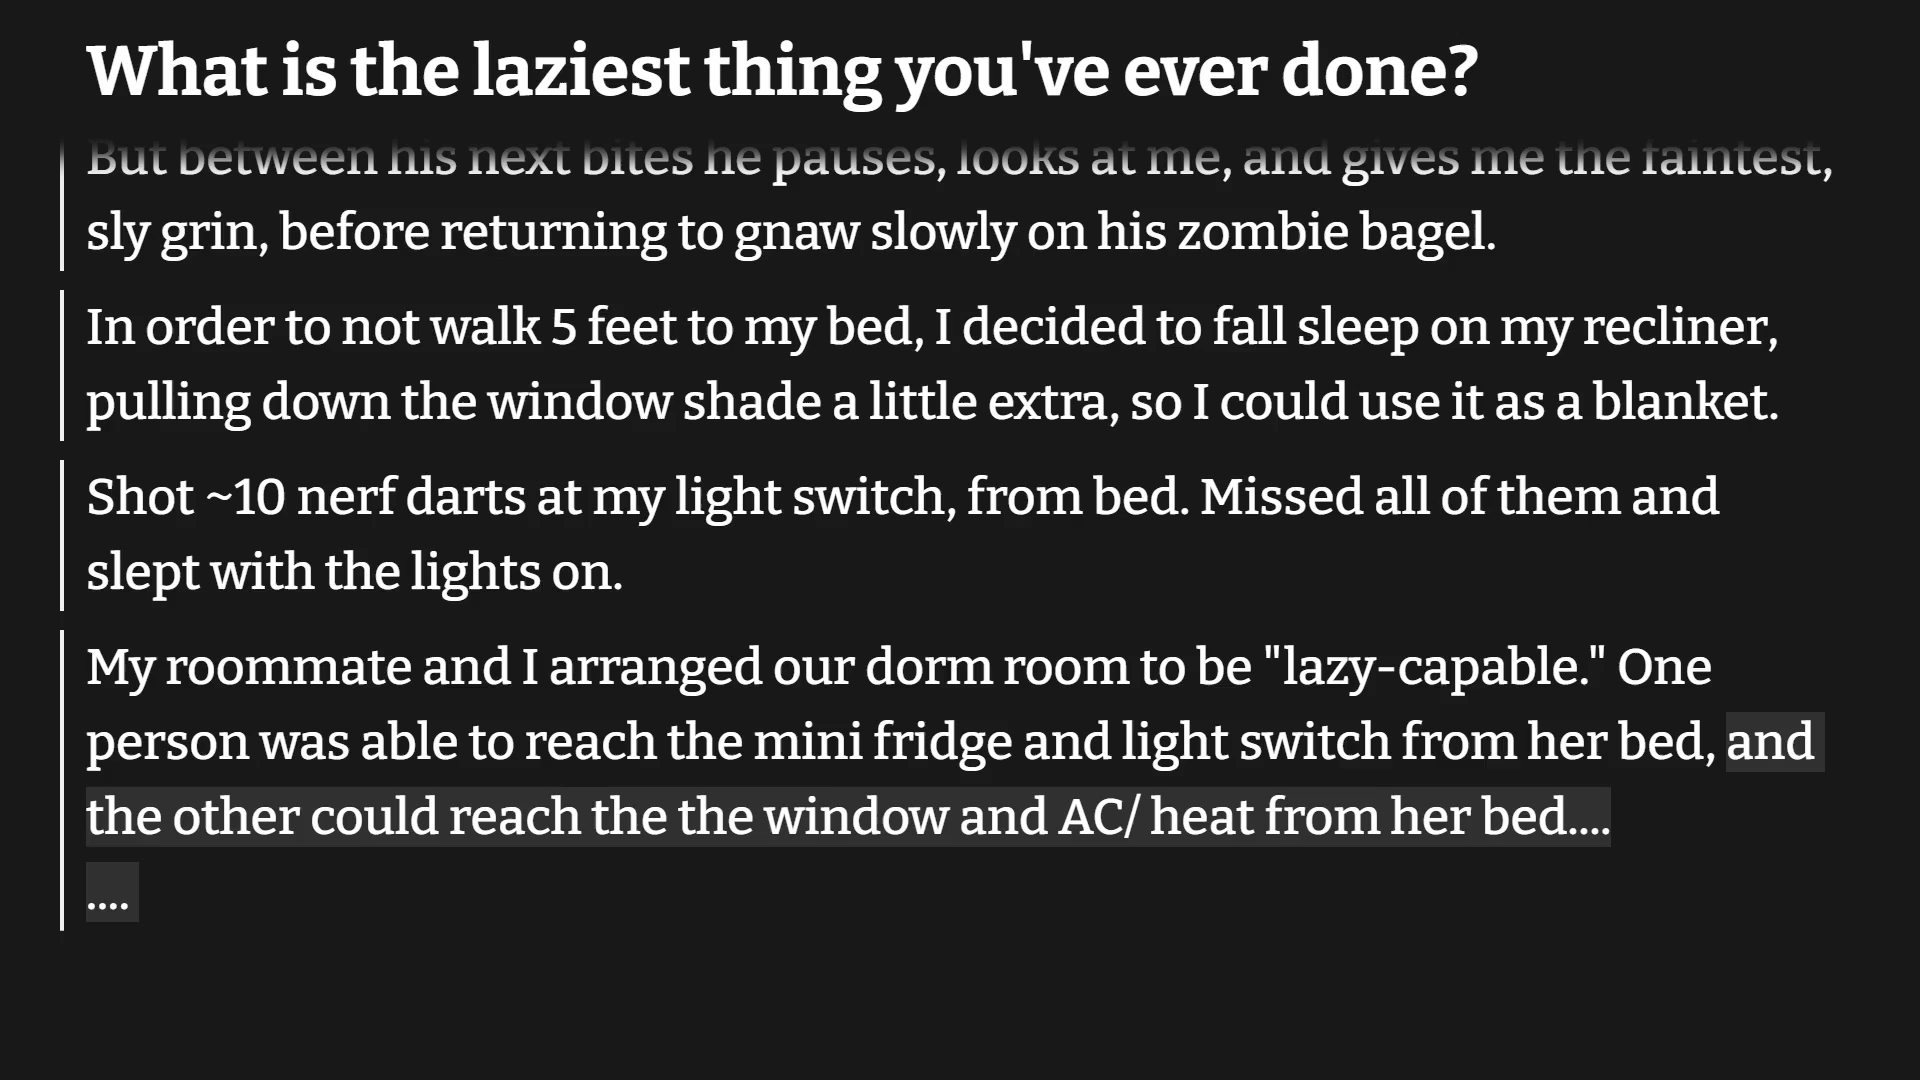 What is the laziest thing you've ever done?
But between his next bites he pauses, looks at me, and gives me the faintest,
sly grin, before returning to gnaw slowly on his zombie bagel.
In order to not walk 5 feet to my bed, I decided to fall sleep on my recliner,
pulling down the window shade a little extra, so I could use it as a blanket.
Shot ~10 nerf darts at my light switch, from bed. Missed all of them and
slept with the lights on.
My roommate and I arranged our dorm room to be "lazy-capable." One
person was able to reach the mini fridge and light switch from her bed, and
the other could reach the the window and AC/ heat from her bed....
....